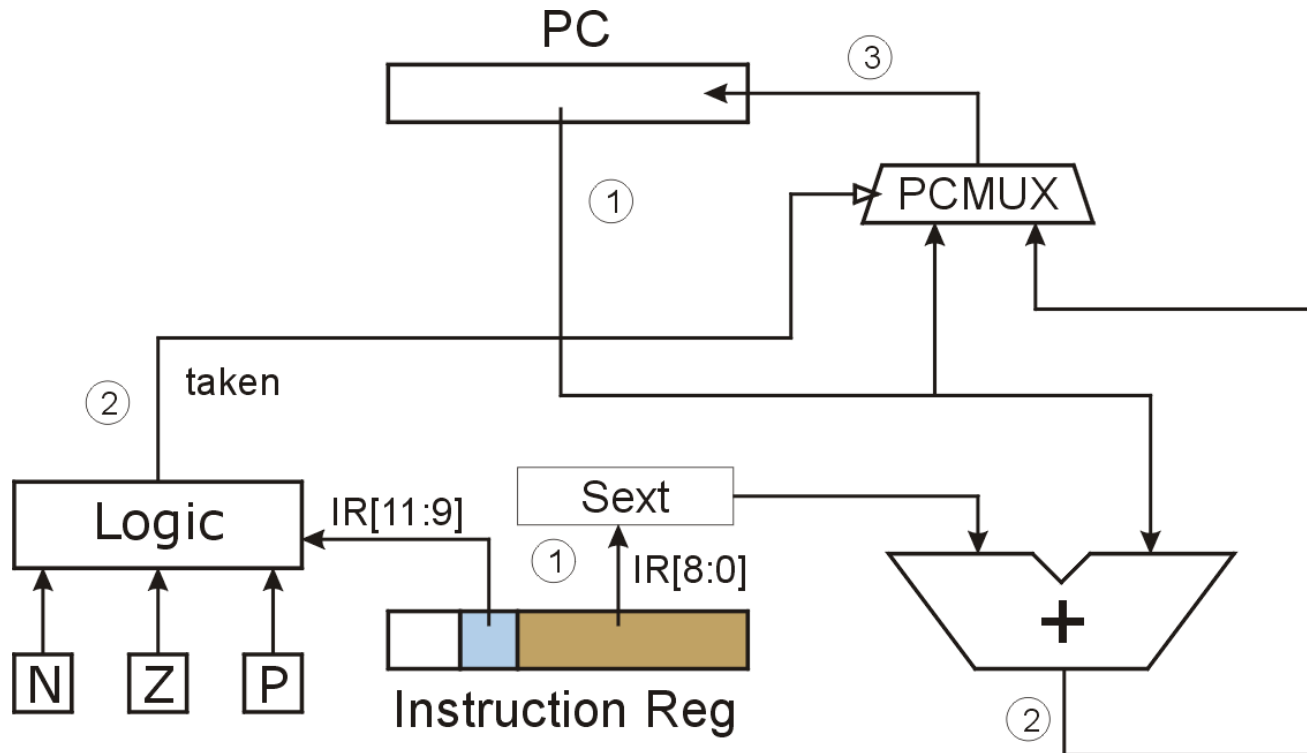 PC
③
①
PCMUX
②
taken
Logic
IR[11:9]
Sext
①
IR[8:0]
+
N
Z
P
Instruction Reg
②